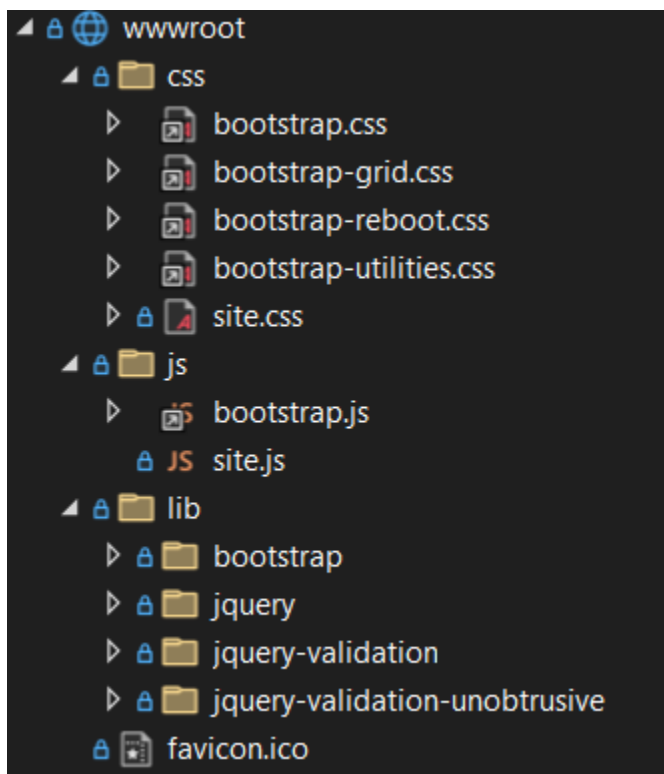 wwwroot
css
bootstrap.css
bootstrap-grid.css
bootstrap-reboot.css
bootstrap-utilities.css
site.css
js
bootstrap.js
JS site.js
lib
bootstrap
jquery
jquery-validation
jquery-validation-unobtrusive
favicon.ico